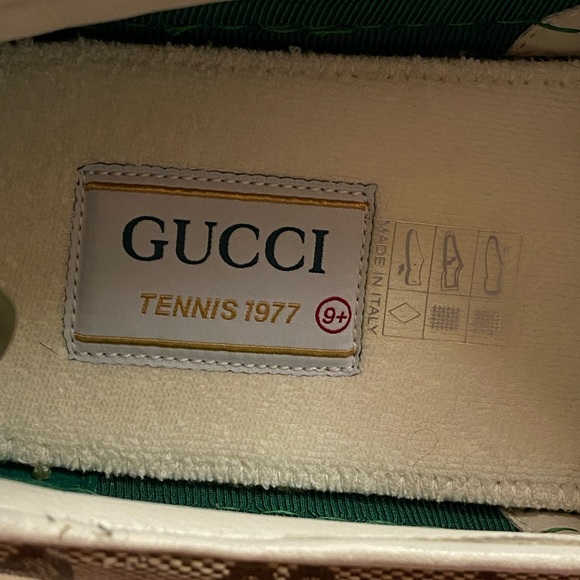 GUCCI
TENNIS 1977 9+
MADE IN ITALY